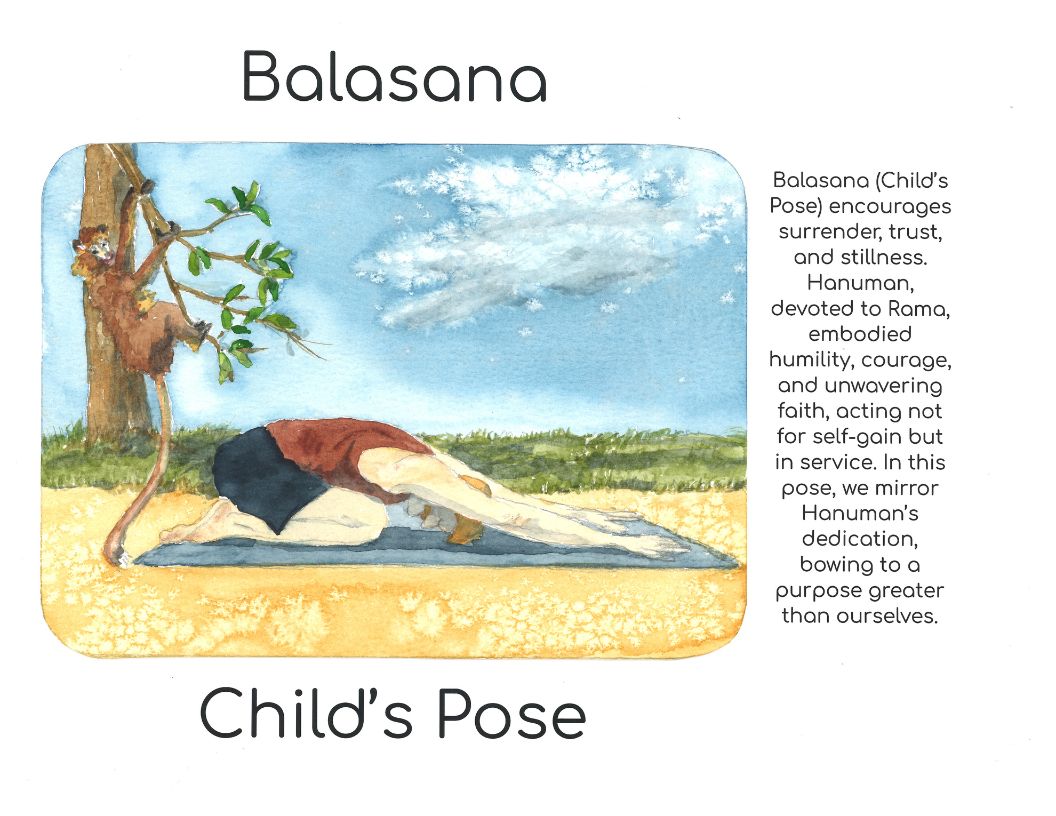 Balasana
Balasana (Child's
Pose) encourages
surrender, trust,
and stillness.
Hanuman,
devoted to Rama,
embodied
humility, courage,
and unwavering
faith, acting not
for self-gain but
in service. In this
pose, we mirror
Hanuman's
dedication,
bowing to a
purpose greater
than ourselves.
Child's Pose